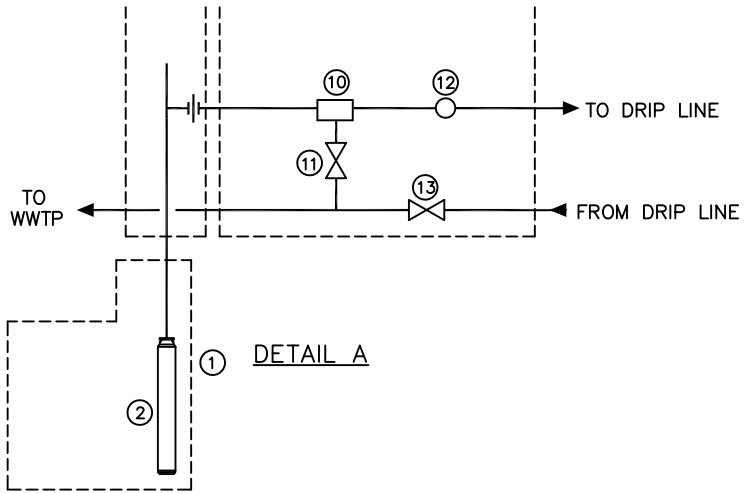 10
12
TO DRIP LINE
11
13
TO
WWTP
FROM DRIP LINE
1
DETAIL A
2